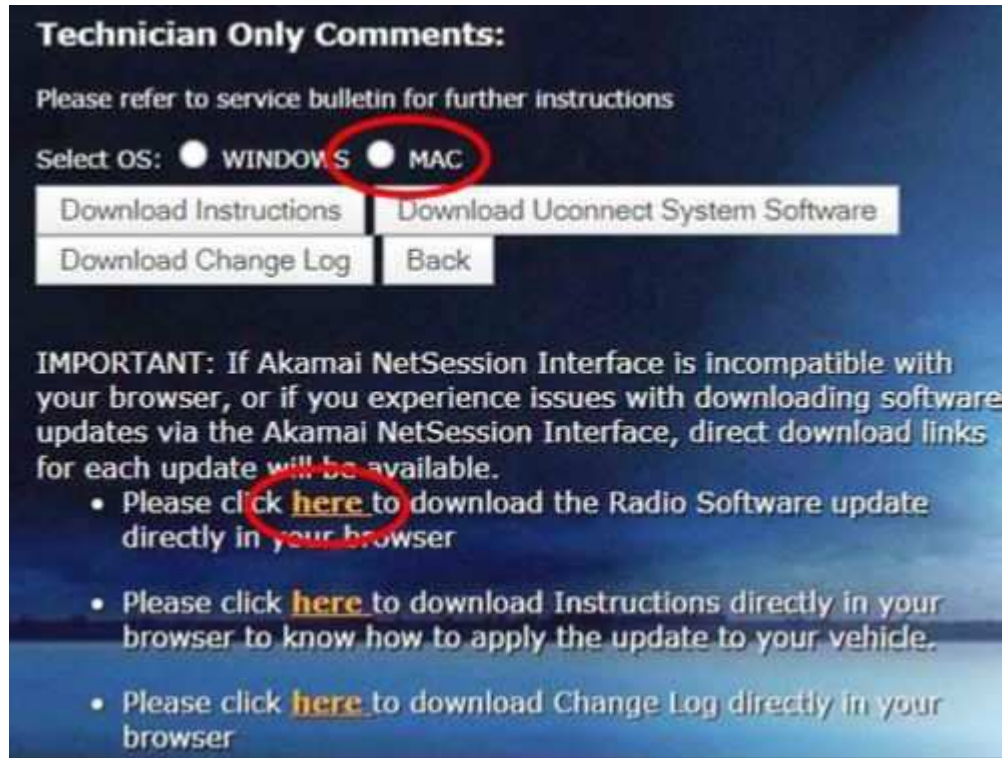 Technician Only Comments:
Please refer to service bulletin for further instructions
Select OS: WINDOWS MAC
Download Instructions Download Uconnect System Software
Download Change Log Back
IMPORTANT: If Akamai NetSession Interface is incompatible with
your browser, or if you experience issues with downloading software
updates via the Akamai NetSession Interface, direct download links
for each update will be available.
• Please click here to download the Radio Software update
directly in your browser
• Please click here to download Instructions directly in your
browser to know how to apply the update to your vehicle.
• Please click here to download Change Log directly in your
browser